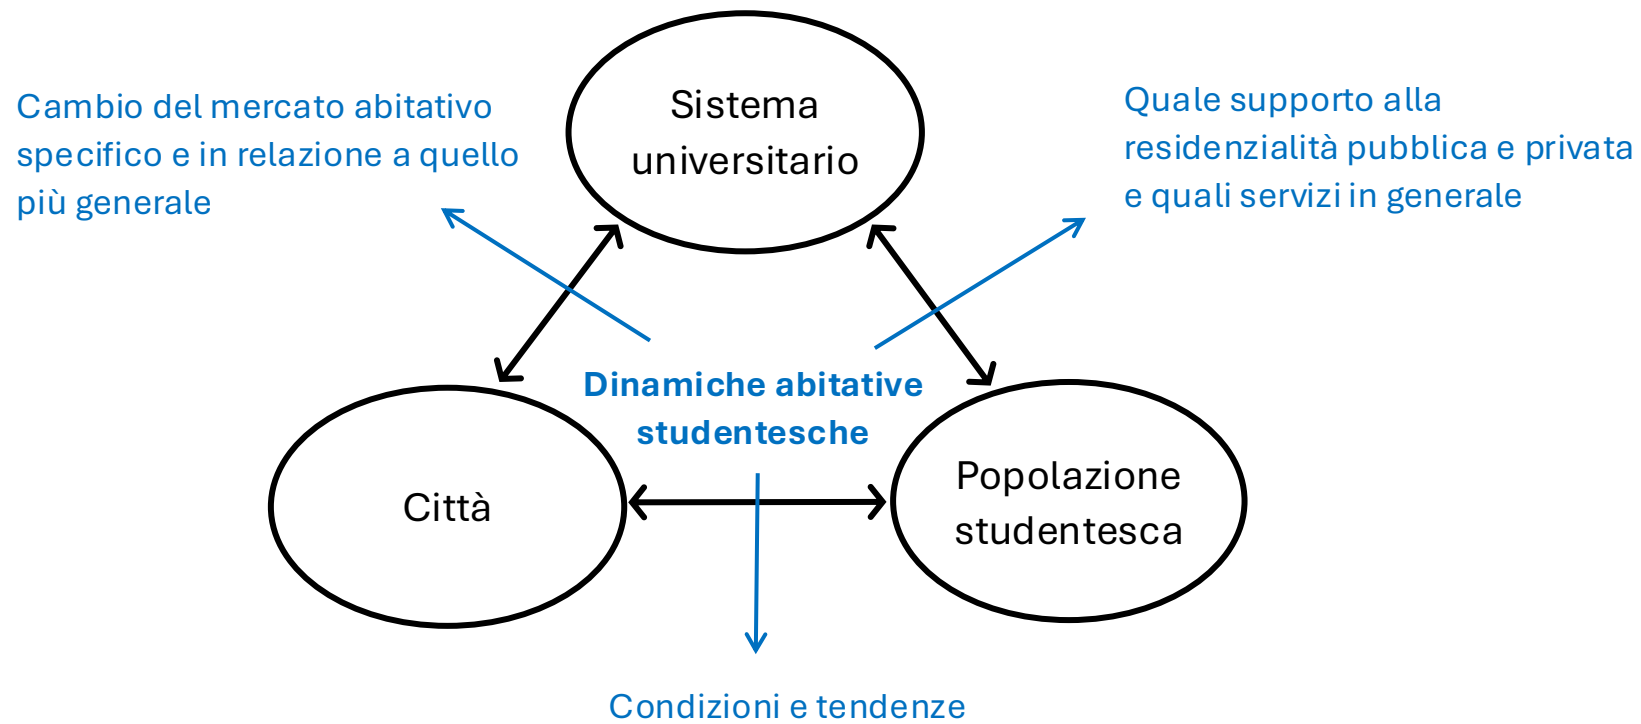 Sistema
universitario
Cambio del mercato abitativo
specifico e in relazione a quello
più generale
Quale supporto alla
residenzialità pubblica e privata
e quali servizi in generale
Dinamiche abitative
studentesche
Città
Popolazione
studentesca
Condizioni e tendenze